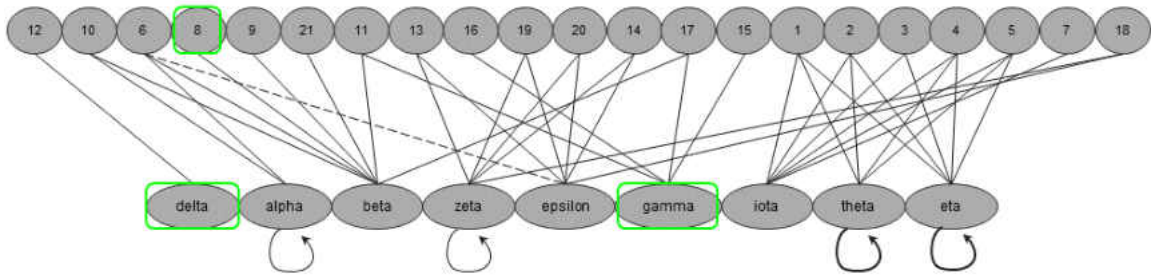 12 10 6 8 9 21 11 13 16 19 20 14 17 15 1 2 3 4 5 7 18
delta alpha beta zeta epsilon gamma iota theta eta